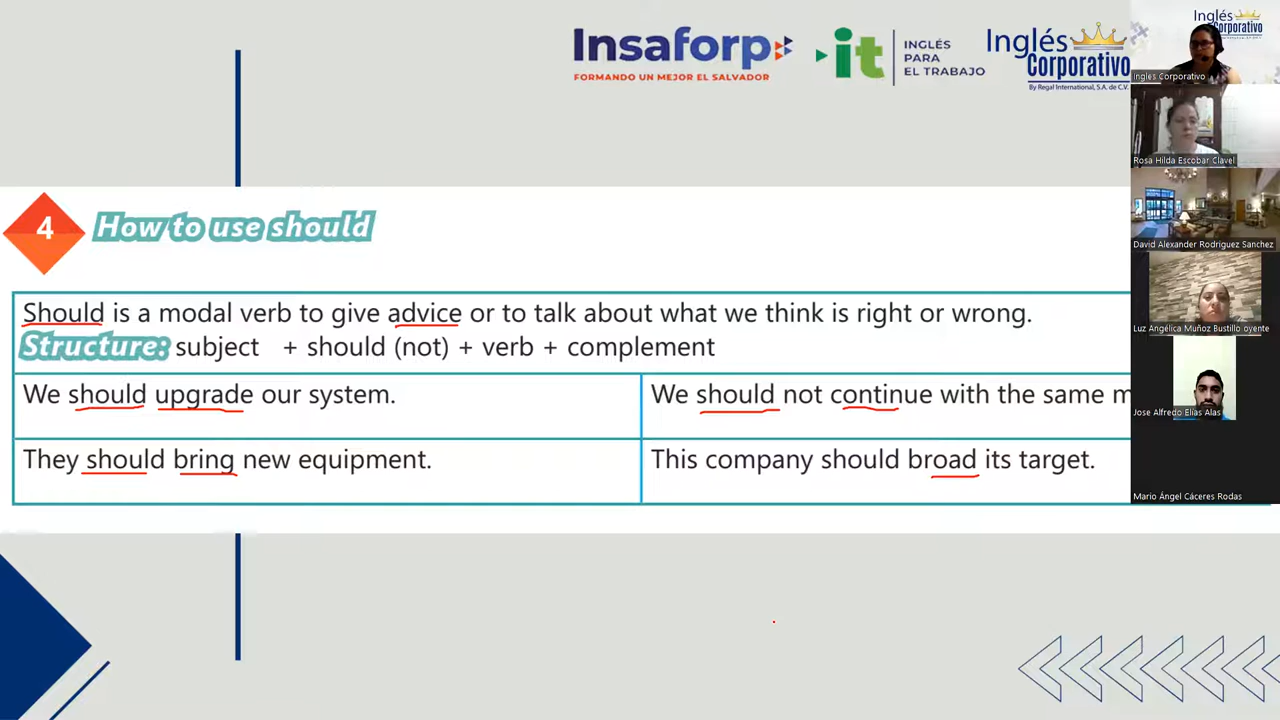 Insaforp
FORMANDO UN MEJOR EL SALVADOR
it
INGLÉS
PARA
EL TRABAJO
Inglés
Corporativo
By Regal International, S.A. de C.V.
Inglés
Corporativo
Ingles Corporativo
Rosa Hilda Escobar Clavel
David Alexander Rodriguez Sanchez
Luz Angélica Muñoz Bustillo oyente
Jose Alfredo Elias Alas
Mario Ángel Cáceres Rodas
4 How to use should
Should is a modal verb to give advice or to talk about what we think is right or wrong.
Structure: subject + should (not) + verb + complement
We should upgrade our system.
We should not continue with the same m
They should bring new equipment.
This company should broad its target.